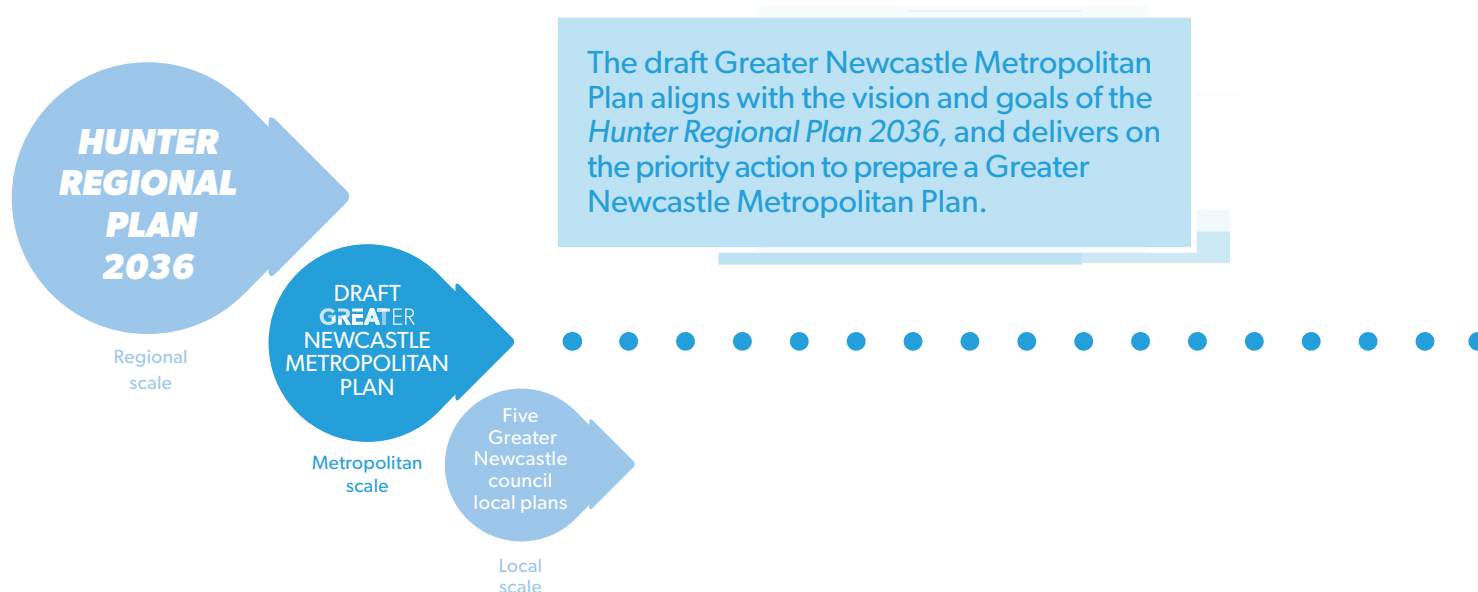 HUNTER
REGIONAL
PLAN
2036
Regional
scale
DRAFT
GREATER
NEWCASTLE
METROPOLITAN
PLAN
Metropolitan
scale
Five
Greater
Newcastle
council
local plans
Local
scale
The draft Greater Newcastle Metropolitan
Plan aligns with the vision and goals of the
Hunter Regional Plan 2036, and delivers on
the priority action to prepare a Greater
Newcastle Metropolitan Plan.